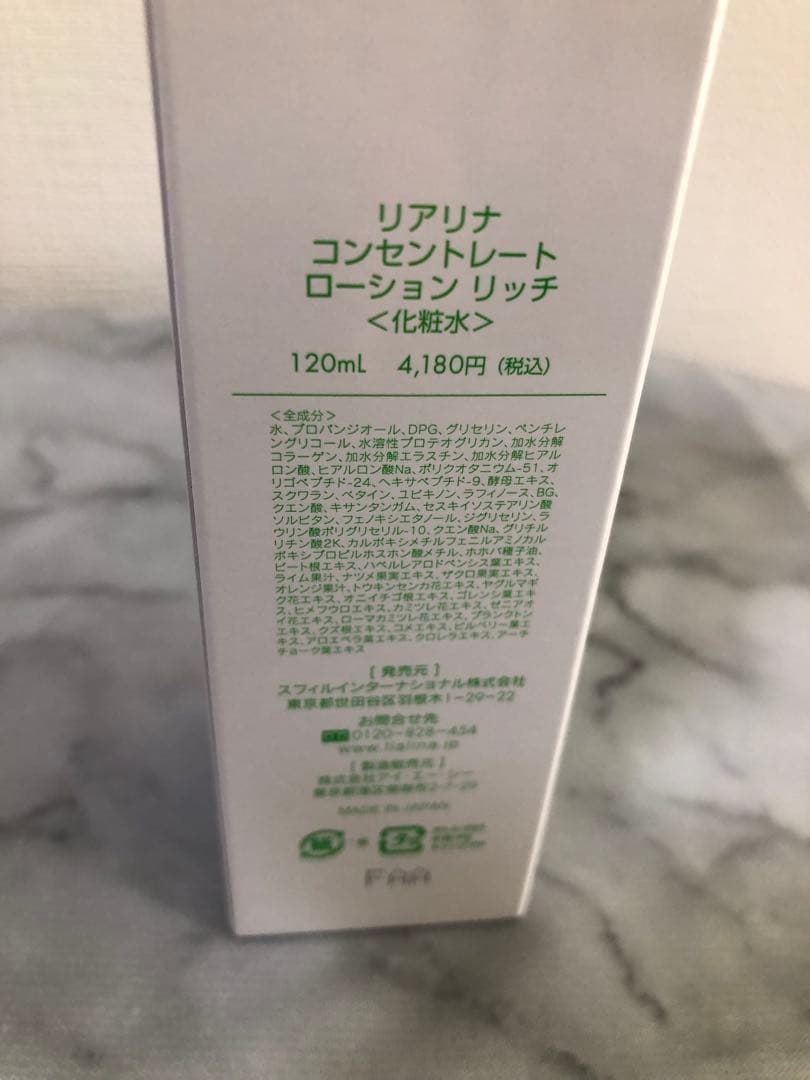 リアリナ
コンセントレート
ローション リッチ
<化粧水>
120mL 4,180円 (税込)
<全成分>
水、プロパンジオール、DPG、グリセリン、ペンチレ
ングリコール、水溶性プロテオグリカン、加水分解
コラーゲン、加水分解エラスチン、加水分解ヒアル
ロン酸、ヒアルロン酸Na、ポリクオタニウム-51、オ
リゴペプチド-24、ヘキサペプチド-9、酵母エキス、
スクワラン、ベタイン、ユビキノン、ラフィノース、BG、
クエン酸、キサンタンガム、セスキイソステアリン酸
ソルビタン、フェノキシエタノール、ジグリセリン、ラ
ウリン酸ポリグリセリル-10、クエン酸Na、グリチル
リチン酸2K、カルボキシメチルフェニルアミノカル
ボキシプロピルホスホン酸メチル、ホホバ種子油、
ビート根エキス、ハベルレアロドペンシス葉エキス、
ライム果汁、ナツメ果実エキス、ザクロ果実エキス、
オレンジ果汁、トウキンセンカ花エキス、ヤグルマギ
ク花エキス、オニイチゴ根エキス、ゴレンシ葉エキ
ス、ヒメフウロエキス、カミツレ花エキス、ゼニアオ
イ花エキス、ローマカミツレ花エキス、プランクトン
エキス、クズ根エキス、コメエキス、ビルベリー葉エ
キス、アロエベラ葉エキス、クロレラエキス、アーチ
チョーク葉エキス
[ 発売元 ]
スフィルインターナショナル株式会社
東京都世田谷区羽根木1-29-22
お問合せ先
0120-828-454
www.lialina.jp
[ 製造販売元 ]
株式会社アイ・エー・シー
MADE IN JAPAN